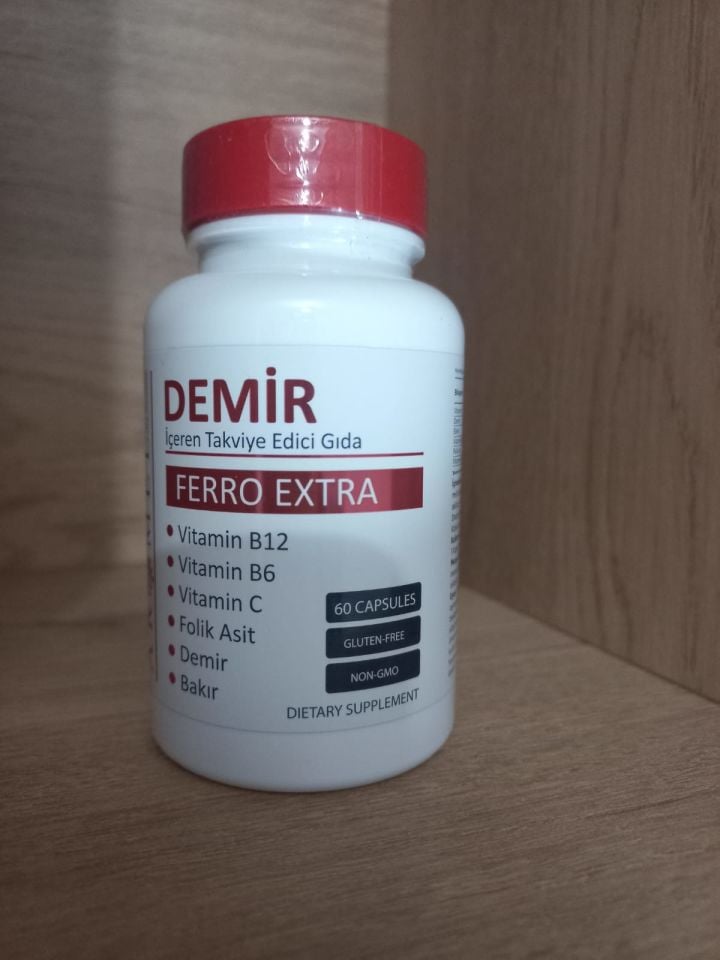 DEMİR
İçeren Takviye Edici Gıda
FERRO EXTRA
• Vitamin B12
• Vitamin B6
• Vitamin C
• Folik Asit
• Demir
• Bakır
60 CAPSULES
GLUTEN-FREE
NON-GMO
DIETARY SUPPLEMENT